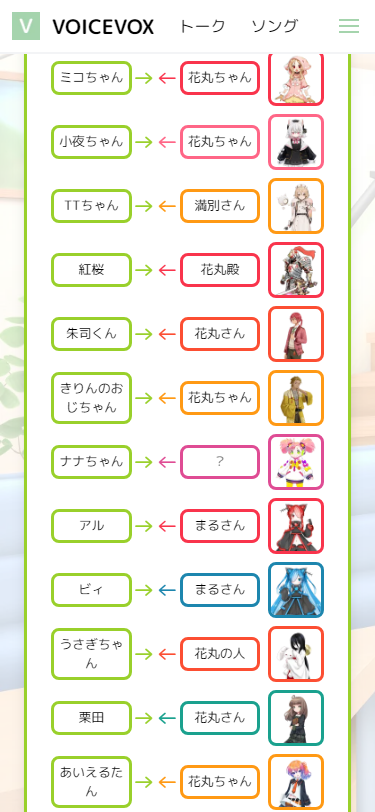 V VOICEVOX トーク ソング
ミコちゃん 花丸ちゃん
小夜ちゃん 花丸ちゃん
TTちゃん 満別さん
紅桜 花丸殿
朱司くん 花丸さん
きりんのお
じちゃん 花丸ちゃん
ナナちゃん ？
アル まるさん
ビィ まるさん
うさぎちゃ
ん 花丸の人
栗田 花丸さん
あいえるた
ん 花丸ちゃん